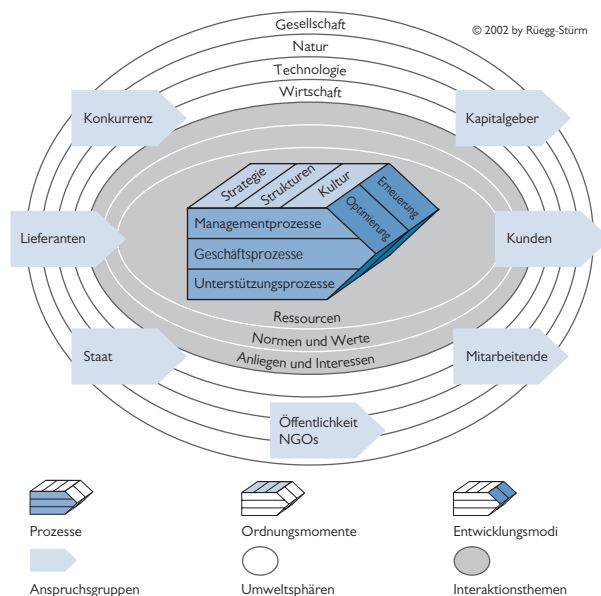 Gesellschaft
© 2002 by Rüegg-Stürm
Natur
Technologie
Wirtschaft
Konkurrenz
Kapitalgeber
Strategie
Strukturen
Kultur
Erneuerung
Optimierung
Managementprozesse
Geschäftsprozesse
Unterstützungsprozesse
Lieferanten
Kunden
Ressourcen
Normen und Werte
Anliegen und Interessen
Staat
Mitarbeitende
Öffentlichkeit
NGOs
Prozesse
Ordnungsmomente
Entwicklungsmodi
Anspruchsgruppen
Umweltsphären
Interaktionsthemen